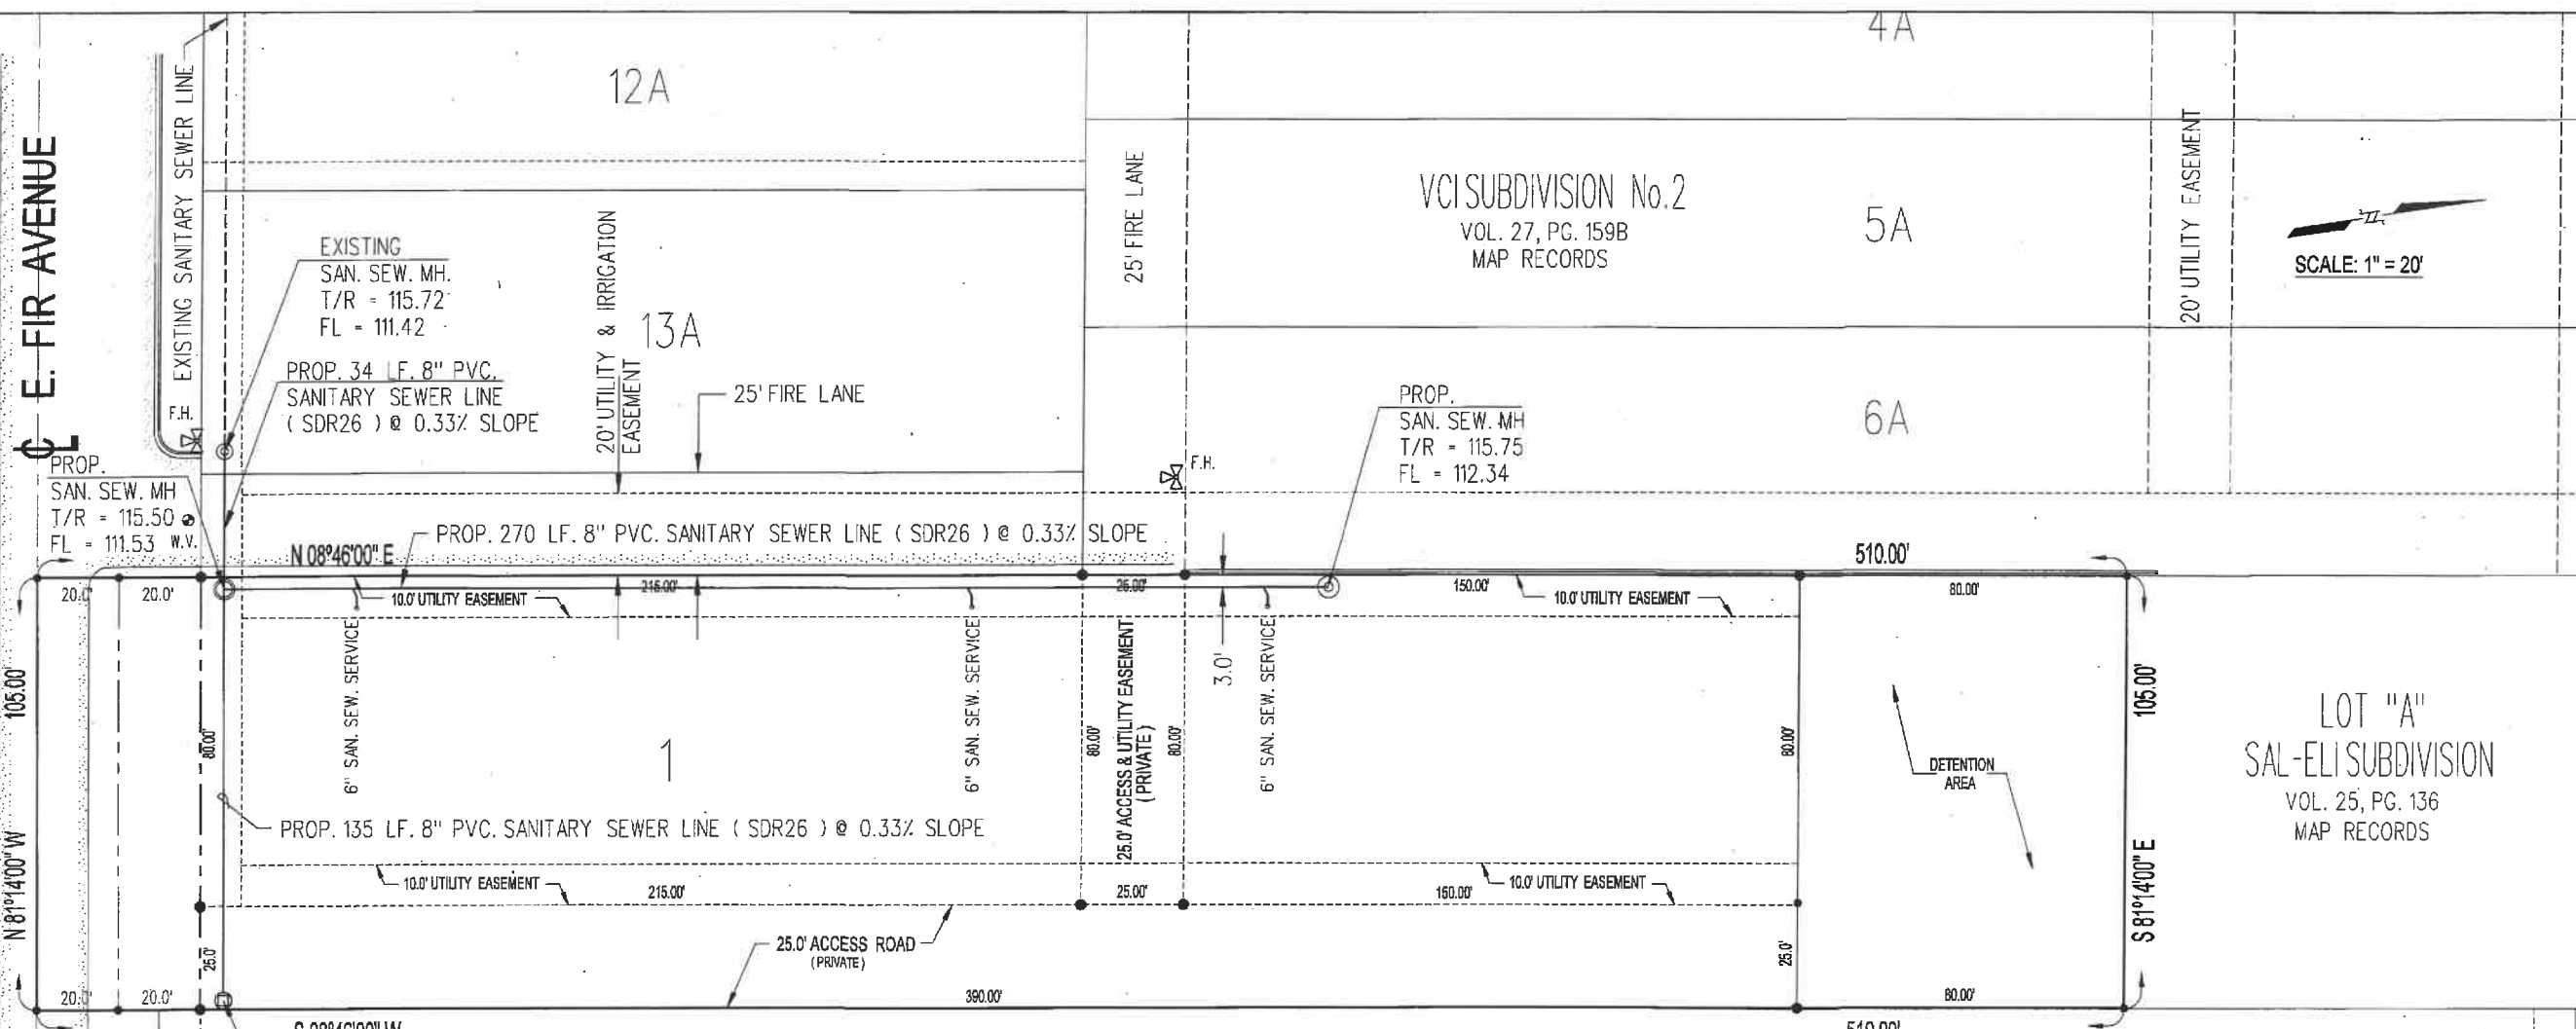 E. FIR AVENUE
CL
EXISTING SANITARY SEWER LINE
12A
4A
EXISTING
SAN. SEW. MH.
T/R = 115.72
FL = 111.42
20' UTILITY & IRRIGATION
EASEMENT
13A
25' FIRE LANE
VCI SUBDIVISION No.2
VOL. 27, PG. 159B
MAP RECORDS
5A
20' UTILITY EASEMENT
SCALE: 1" = 20'
PROP. 34 LF. 8" PVC.
SANITARY SEWER LINE
( SDR26 ) @ 0.33% SLOPE
25' FIRE LANE
F.H.
PROP.
SAN. SEW. MH
T/R = 115.75
FL = 112.34
6A
F.H.
PROP.
SAN. SEW. MH
T/R = 115.50
FL = 111.53 W.V.
PROP. 270 LF. 8" PVC. SANITARY SEWER LINE ( SDR26 ) @ 0.33% SLOPE
N 08°46'00" E
510.00'
20.0'
20.0'
10.0' UTILITY EASEMENT
215.00'
25.00'
150.00'
10.0' UTILITY EASEMENT
80.00'
105.00'
N 81°14'00" W
80.00'
6" SAN. SEW. SERVICE
1
6" SAN. SEW. SERVICE
80.00'
25.0' ACCESS & UTILITY EASEMENT
( PRIVATE )
80.00'
3.0'
6" SAN. SEW. SERVICE
80.00'
DETENTION
AREA
105.00'
S 81°14'00" E
LOT "A"
SAL-ELI SUBDIVISION
VOL. 25, PG. 136
MAP RECORDS
PROP. 135 LF. 8" PVC. SANITARY SEWER LINE ( SDR26 ) @ 0.33% SLOPE
10.0' UTILITY EASEMENT
215.00'
25.00'
150.00'
10.0' UTILITY EASEMENT
25.0'
25.0' ACCESS ROAD
( PRIVATE )
25.0'
20.0'
20.0'
390.00'
80.00'
S 08°46'00" W
510.00'